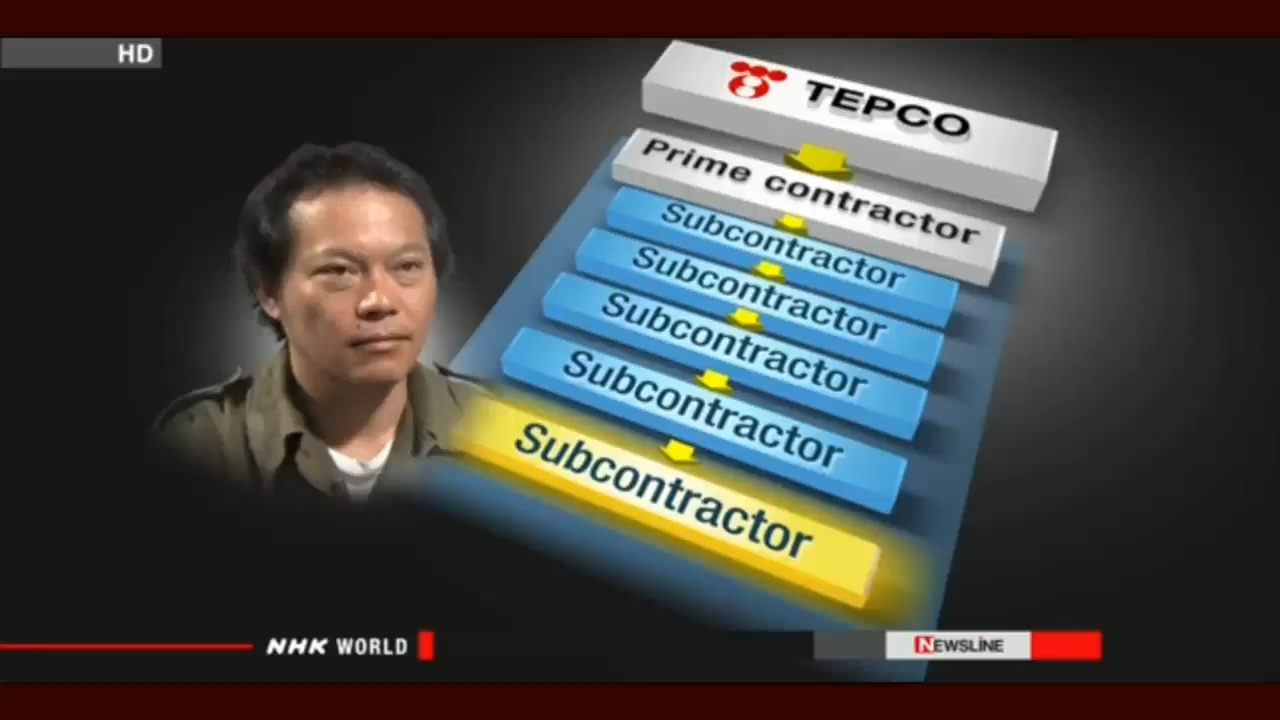 HD
TEPCO
Prime contractor
Subcontractor
Subcontractor
Subcontractor
Subcontractor
Subcontractor
NHK WORLD
NEWSLINE